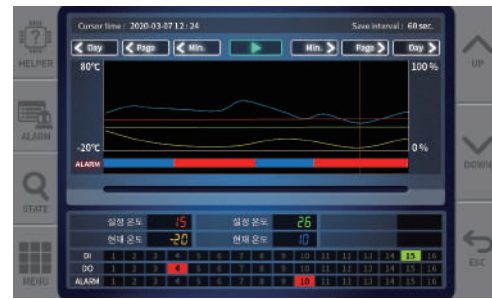 Cursor time : 2020-03-07 12 : 24
Save interval : 60 sec.
Day
Page
Min.
Min.
Page
Day
80°C
100 %
-20°C
0 %
ALARM
HELPER
ALARM
STATE
MENU
UP
DOWN
ESC
설정 온도 15 설정 온도 26
현재 온도 -20 현재 온도 10
DI 1 2 3 4 5 6 7 8 9 10 11 12 13 14 15 16
DO 1 2 3 4 5 6 7 8 9 10 11 12 13 14 15 16
ALARM 1 2 3 4 5 6 7 8 9 10 11 12 13 14 15 16